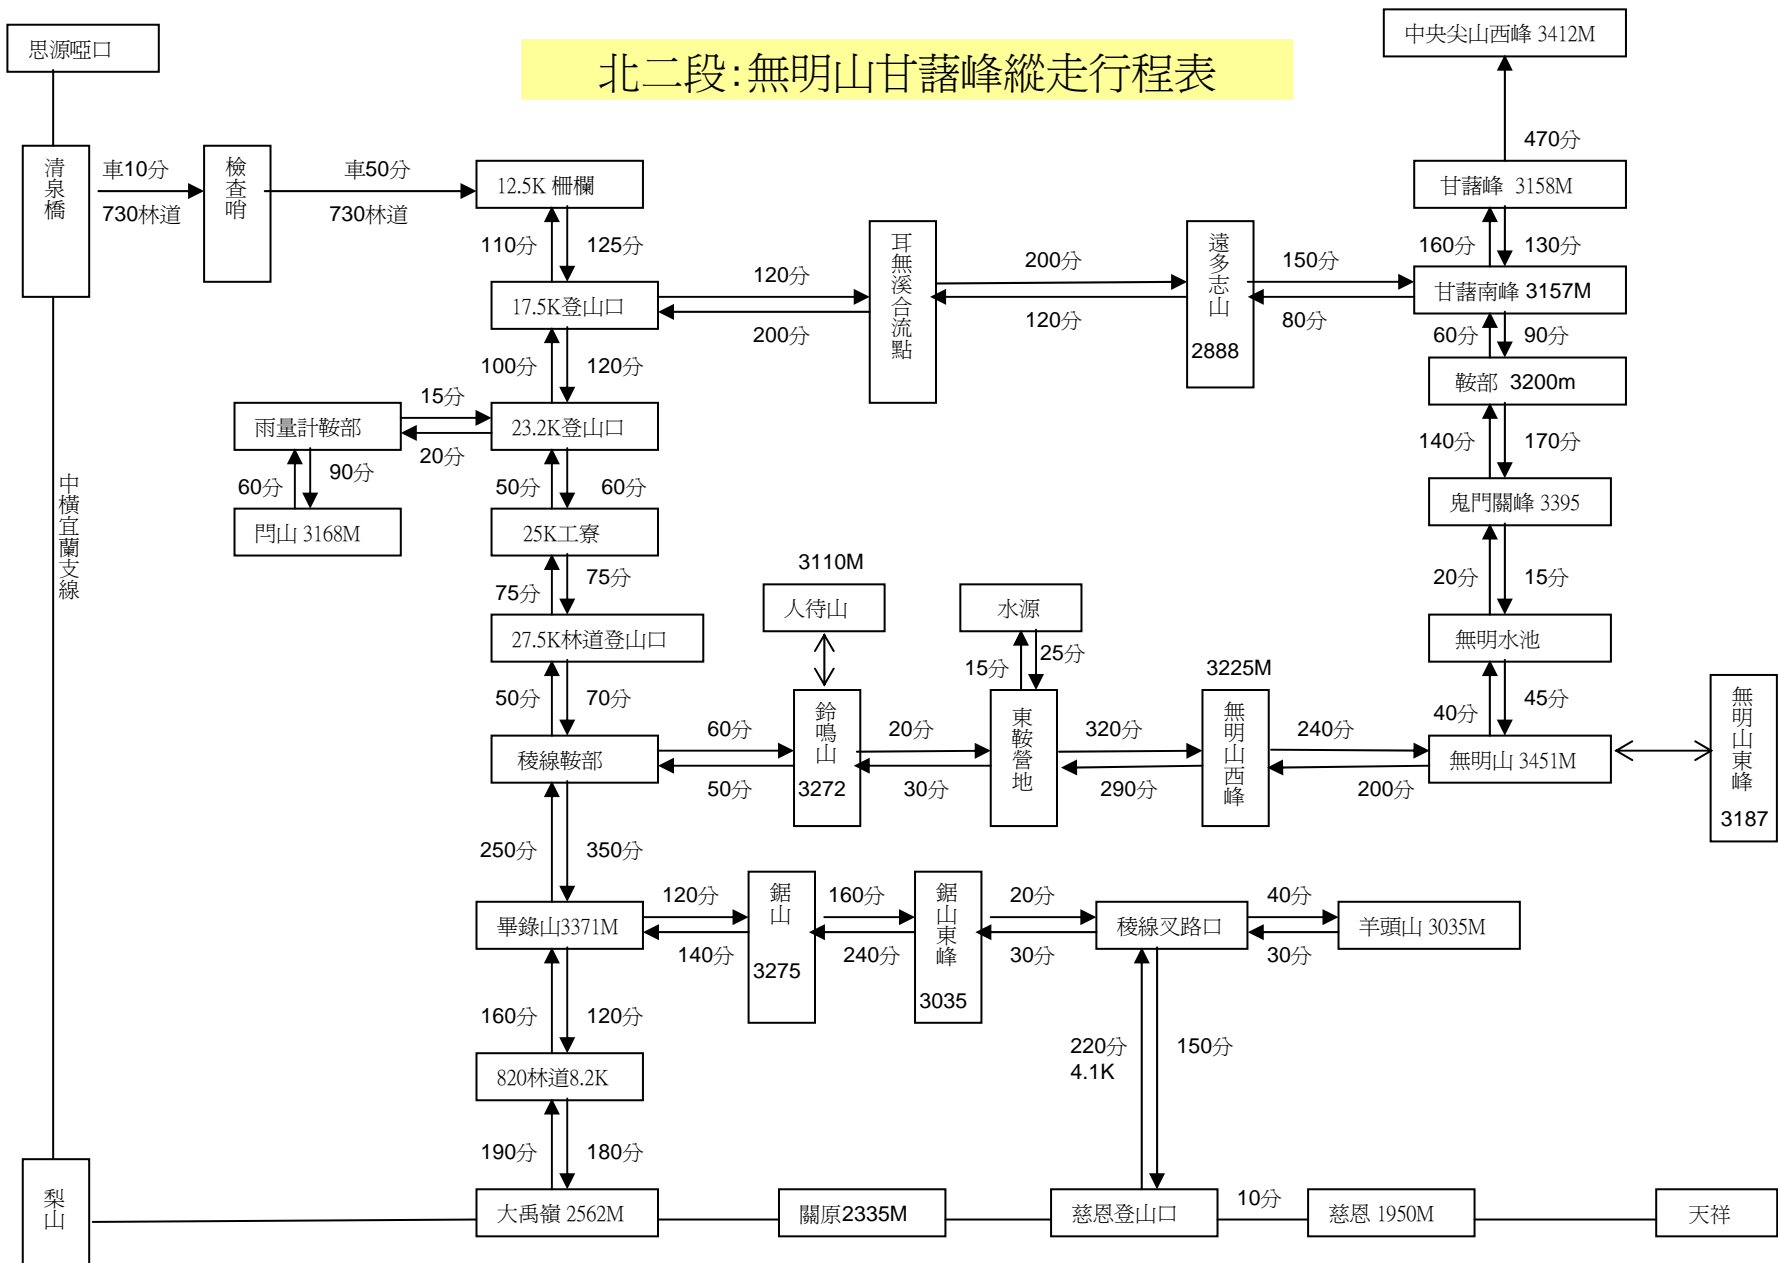 思源啞口
北二段:無明山甘藷峰縱走行程表
中央尖山西峰 3412M
470分
清泉橋
車10分
730林道
檢查哨
車50分
730林道
12.5K 柵欄
甘藷峰 3158M
110分
125分
160分
130分
17.5K登山口
120分
200分
耳無溪合流點
200分
120分
遠多志山
2888
150分
80分
甘藷南峰 3157M
60分
90分
100分
120分
鞍部 3200m
雨量計鞍部
15分
20分
23.2K登山口
140分
170分
60分
90分
50分
60分
閂山 3168M
25K工寮
鬼門關峰 3395
中橫宜蘭支線
75分
75分
3110M
人待山
水源
20分
15分
27.5K林道登山口
15分
25分
無明水池
50分
70分
3225M
40分
45分
稜線鞍部
60分
50分
鈴鳴山
3272
20分
30分
東鞍營地
320分
290分
無明山西峰
240分
200分
無明山 3451M
無明山東峰
3187
250分
350分
畢錄山3371M
120分
140分
鋸山
3275
160分
240分
鋸山東峰
3035
20分
30分
稜線叉路口
40分
30分
羊頭山 3035M
160分
120分
220分
4.1K
150分
820林道8.2K
190分
180分
梨山
大禹嶺 2562M
關原2335M
慈恩登山口
10分
慈恩 1950M
天祥